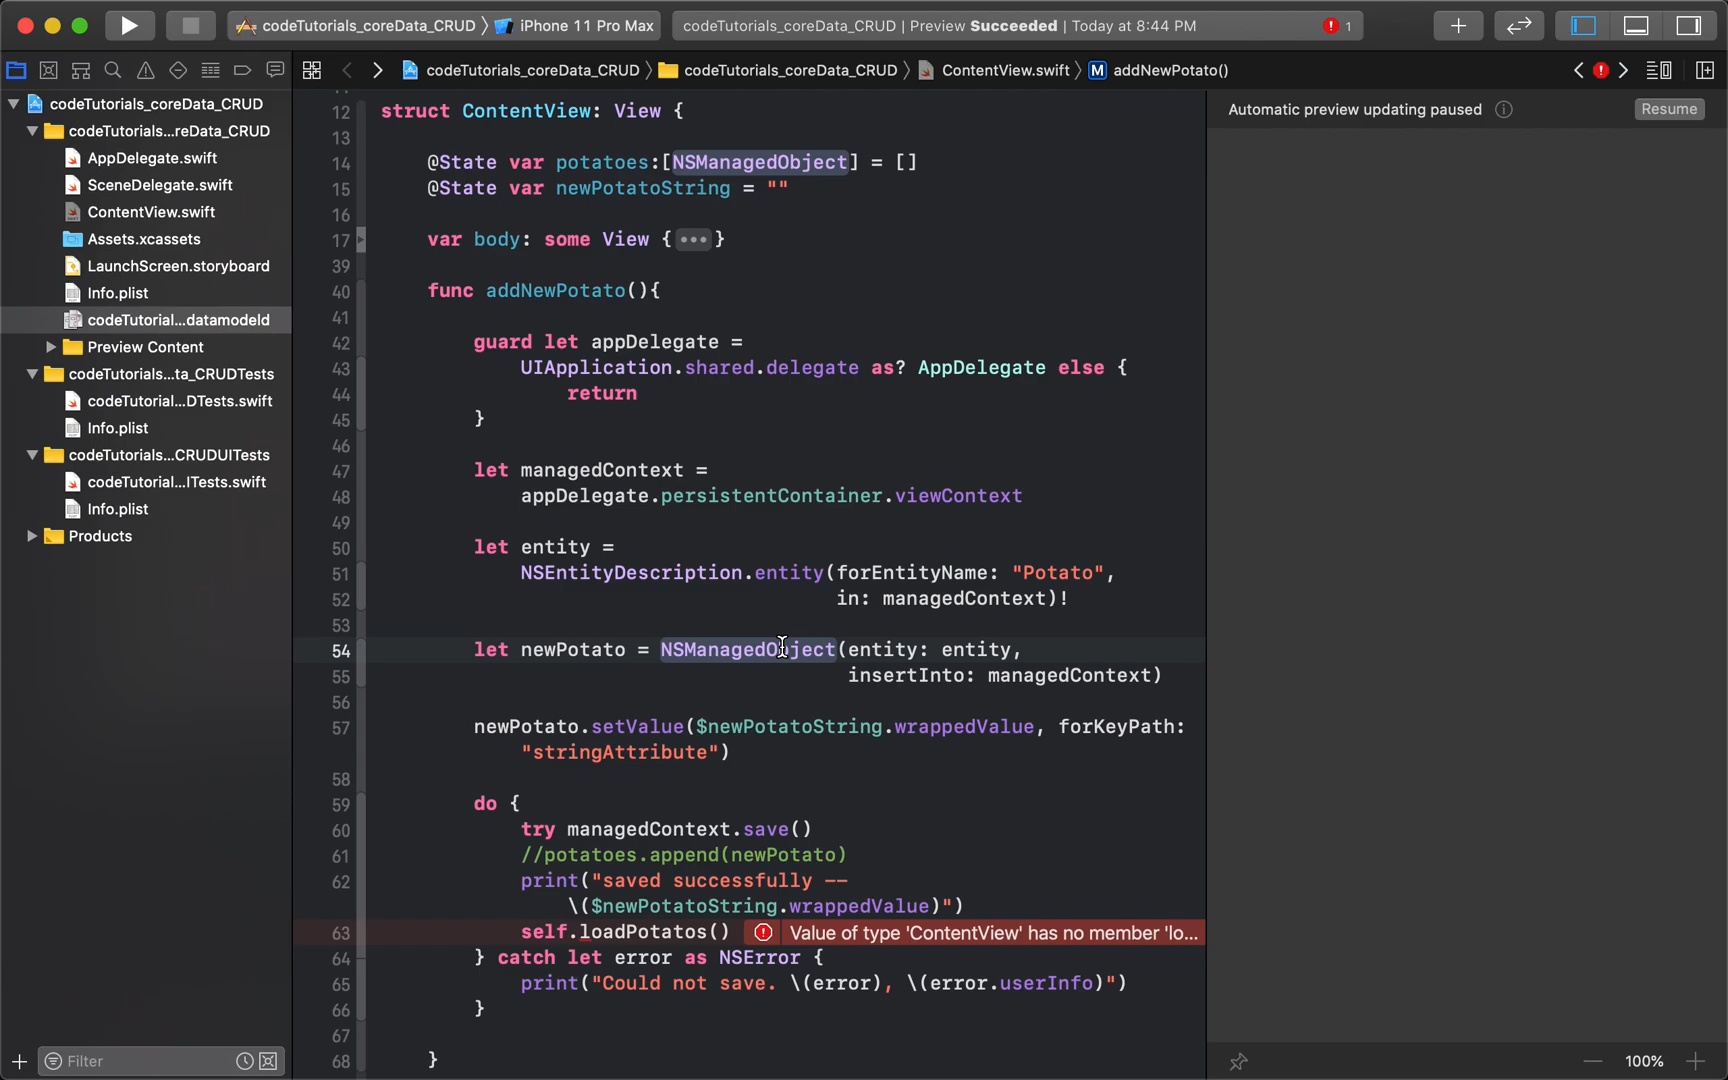 codeTutorials_coreData_CRUD 〉 iPhone 11 Pro Max
codeTutorials_coreData_CRUD | Preview Succeeded | Today at 8:44 PM
1
codeTutorials_coreData_CRUD 〉 codeTutorials_coreData_CRUD 〉 ContentView.swift 〉 M addNewPotato()
codeTutorials_coreData_CRUD
codeTutorials...reData_CRUD
AppDelegate.swift
SceneDelegate.swift
ContentView.swift
Assets.xcassets
LaunchScreen.storyboard
Info.plist
codeTutorial...datamodeld
Preview Content
codeTutorials...ta_CRUDTests
codeTutorial...DTests.swift
Info.plist
codeTutorials...CRUDUITests
codeTutorial...ITests.swift
Info.plist
Products
Filter
12 struct ContentView: View {
13
14 @State var potatoes:[NSManagedObject] = []
15 @State var newPotatoString = ""
16
17 var body: some View {•••}
39
40 func addNewPotato(){
41
42 guard let appDelegate =
43 UIApplication.shared.delegate as? AppDelegate else {
44 return
45 }
46
47 let managedContext =
48 appDelegate.persistentContainer.viewContext
49
50 let entity =
51 NSEntityDescription.entity(forEntityName: "Potato",
52 in: managedContext)!
53
54 let newPotato = NSManagedObject(entity: entity,
55 insertInto: managedContext)
56
57 newPotato.setValue($newPotatoString.wrappedValue, forKeyPath:
"stringAttribute")
58
59 do {
60 try managedContext.save()
61 //potatoes.append(newPotato)
62 print("saved successfully --
\($newPotatoString.wrappedValue)")
63 self.loadPotatos() Value of type 'ContentView' has no member 'lo...
64 } catch let error as NSError {
65 print("Could not save. \(error), \(error.userInfo)")
66 }
67
68 }
Automatic preview updating paused
Resume
100%